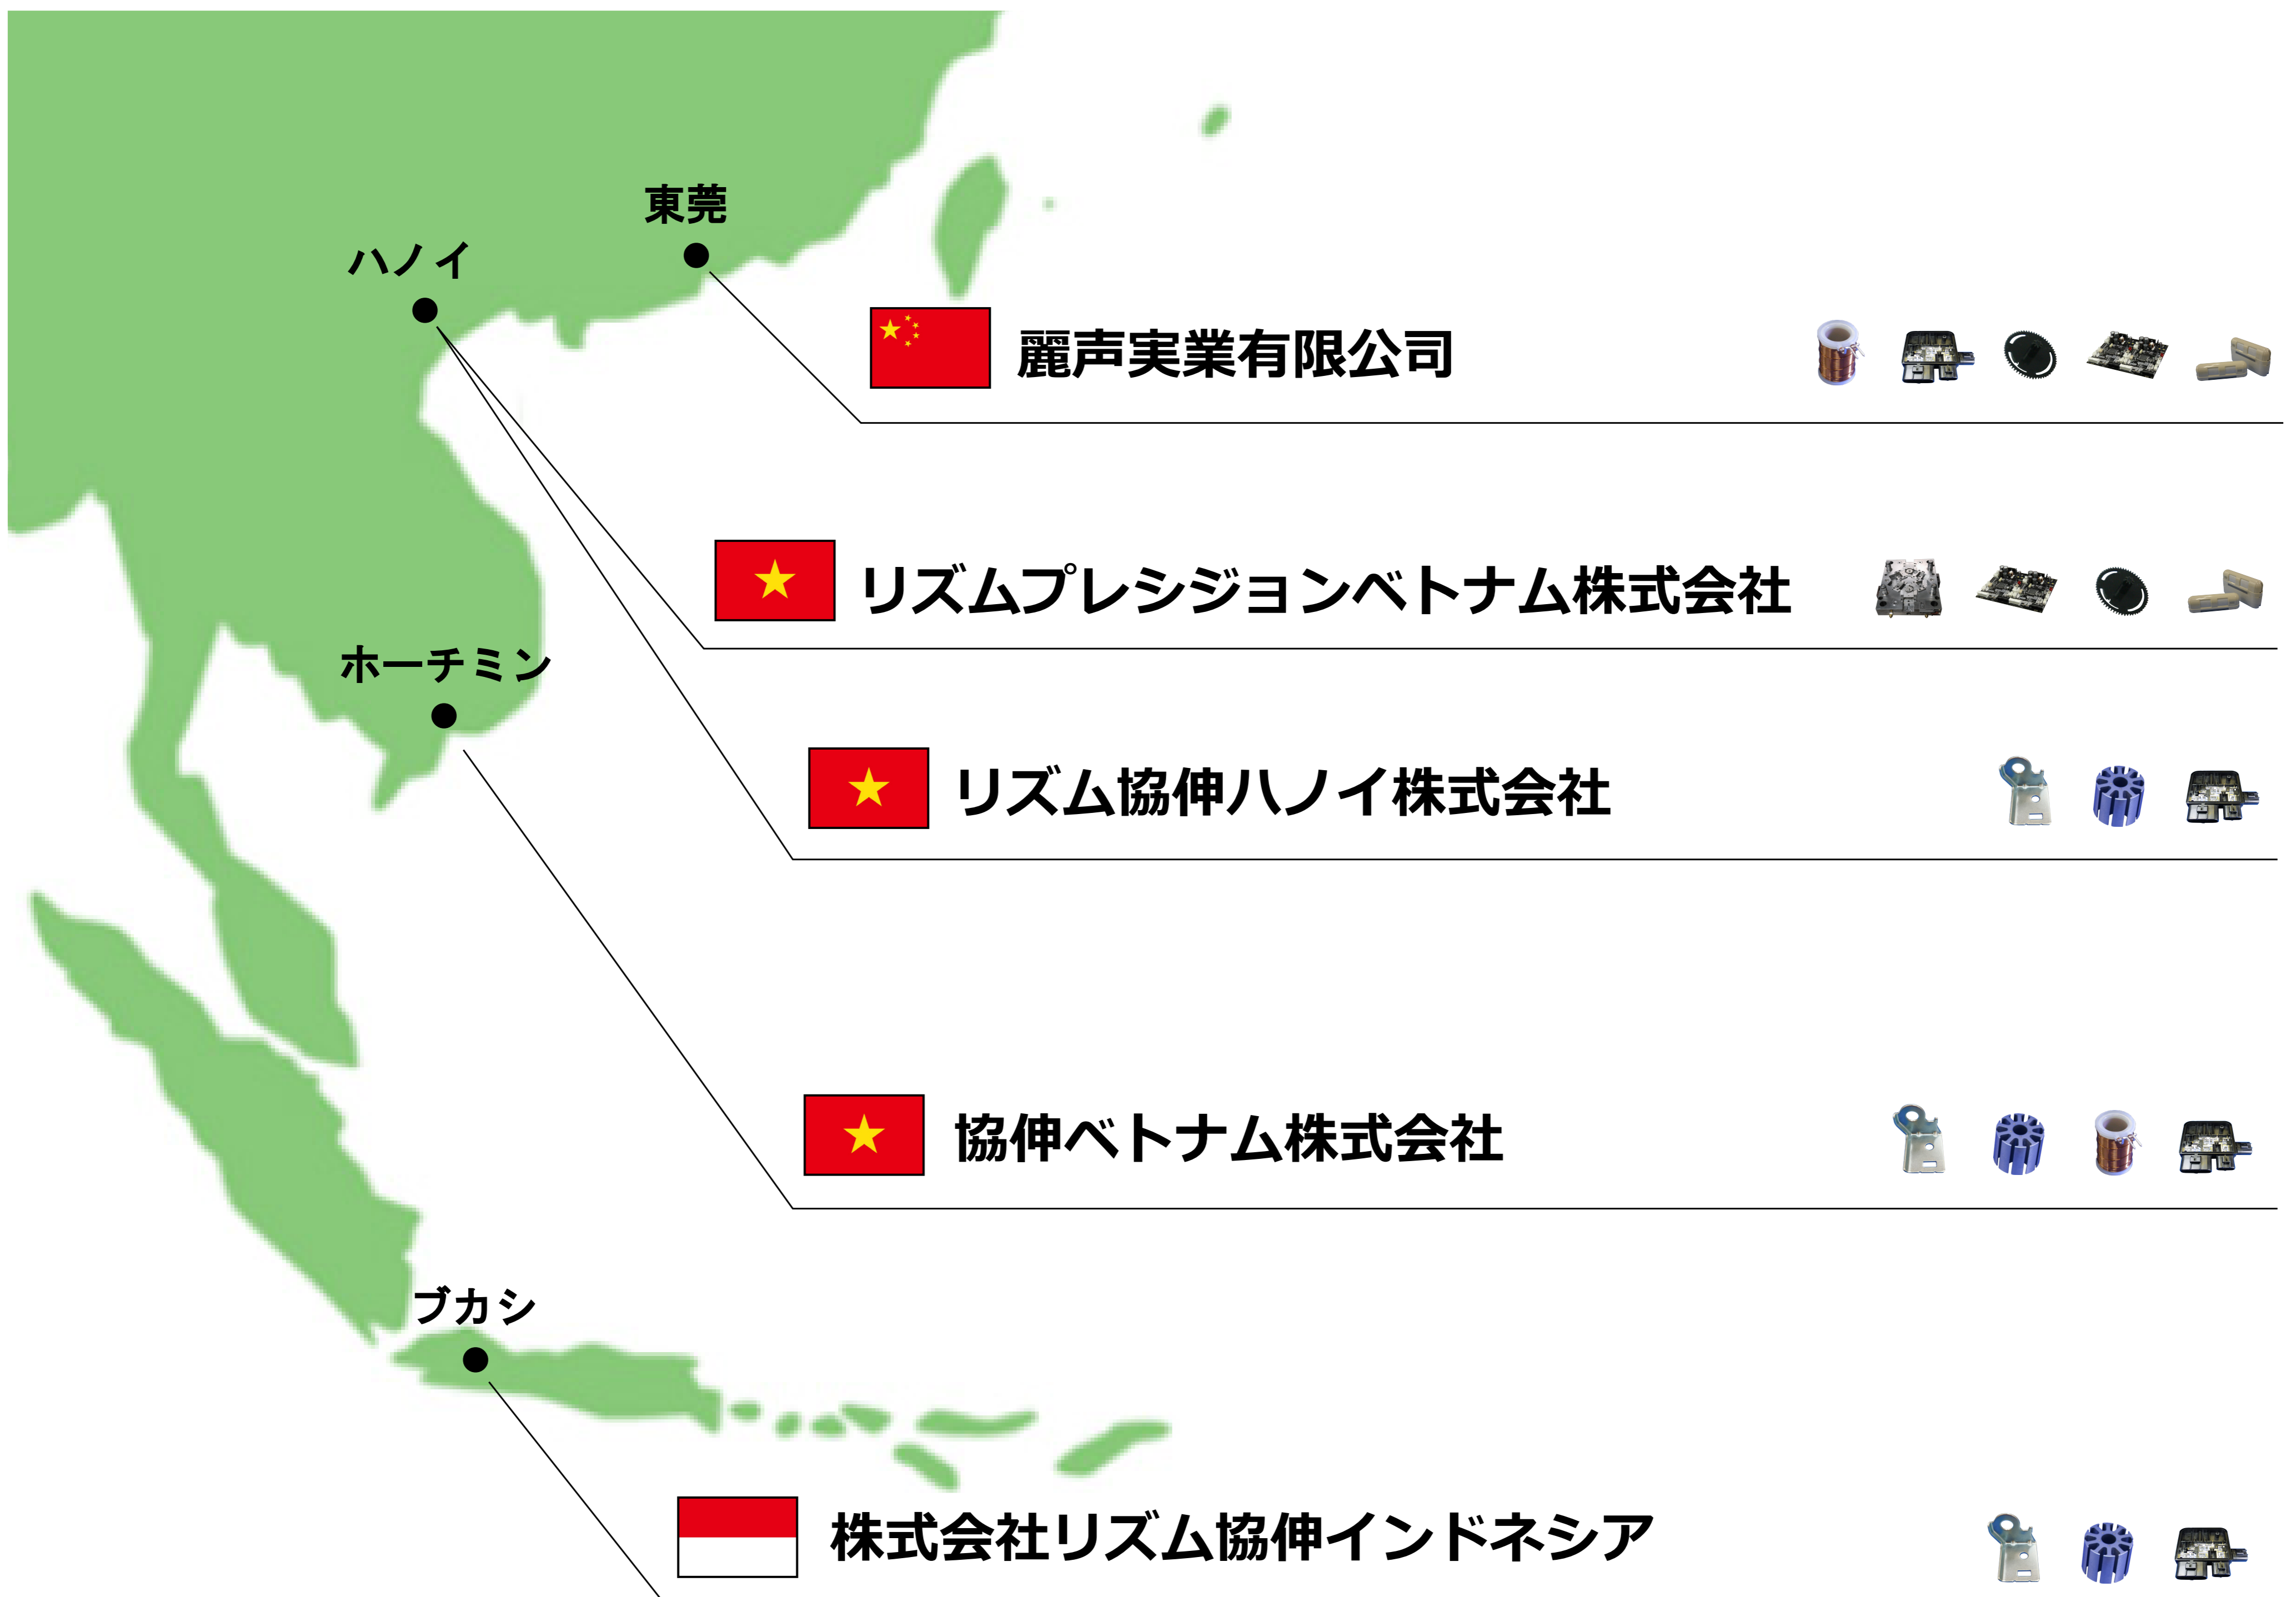 東莞
ハノイ
麗声実業有限公司
リズムプレシジョンベトナム株式会社
ホーチミン
リズム協伸ハノイ株式会社
協伸ベトナム株式会社
ブカシ
株式会社リズム協伸インドネシア